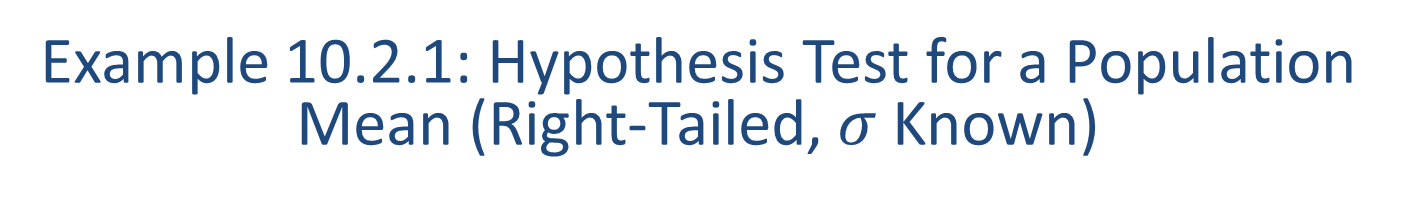 Example 10.2.1: Hypothesis Test for a Population
Mean (Right-Tailed, 𝜎 Known)